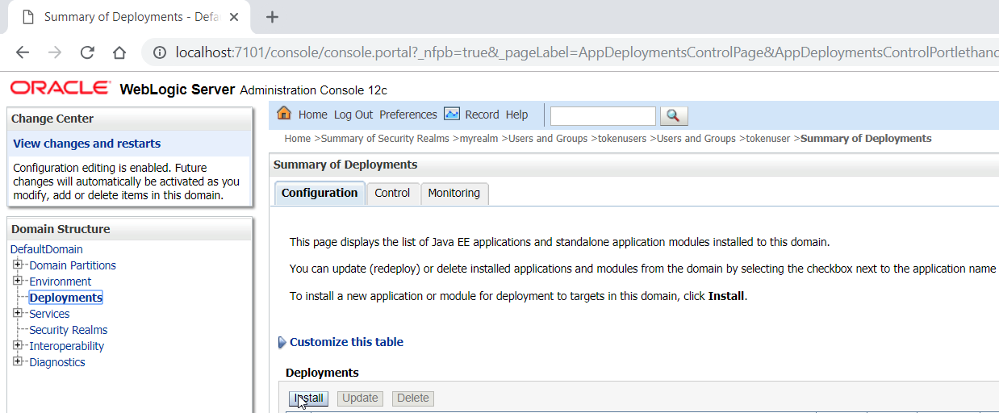 Summary of Deployments - Defa
localhost:7101/console/console.portal?_nfpb=true&_pageLabel=AppDeploymentsControlPage&AppDeploymentsControlPortlethand
ORACLE WebLogic Server Administration Console 12c
Change Center
View changes and restarts
Configuration editing is enabled. Future
changes will automatically be activated as you
modify, add or delete items in this domain.
Domain Structure
DefaultDomain
Domain Partitions
Environment
Deployments
Services
Security Realms
Interoperability
Diagnostics
Home Log Out Preferences Record Help
Home >Summary of Security Realms >myrealm >Users and Groups >tokenusers >Users and Groups >tokenuser >Summary of Deployments
Summary of Deployments
Configuration Control Monitoring
This page displays the list of Java EE applications and standalone application modules installed to this domain.
You can update (redeploy) or delete installed applications and modules from the domain by selecting the checkbox next to the application name
To install a new application or module for deployment to targets in this domain, click Install.
Customize this table
Deployments
Install Update Delete